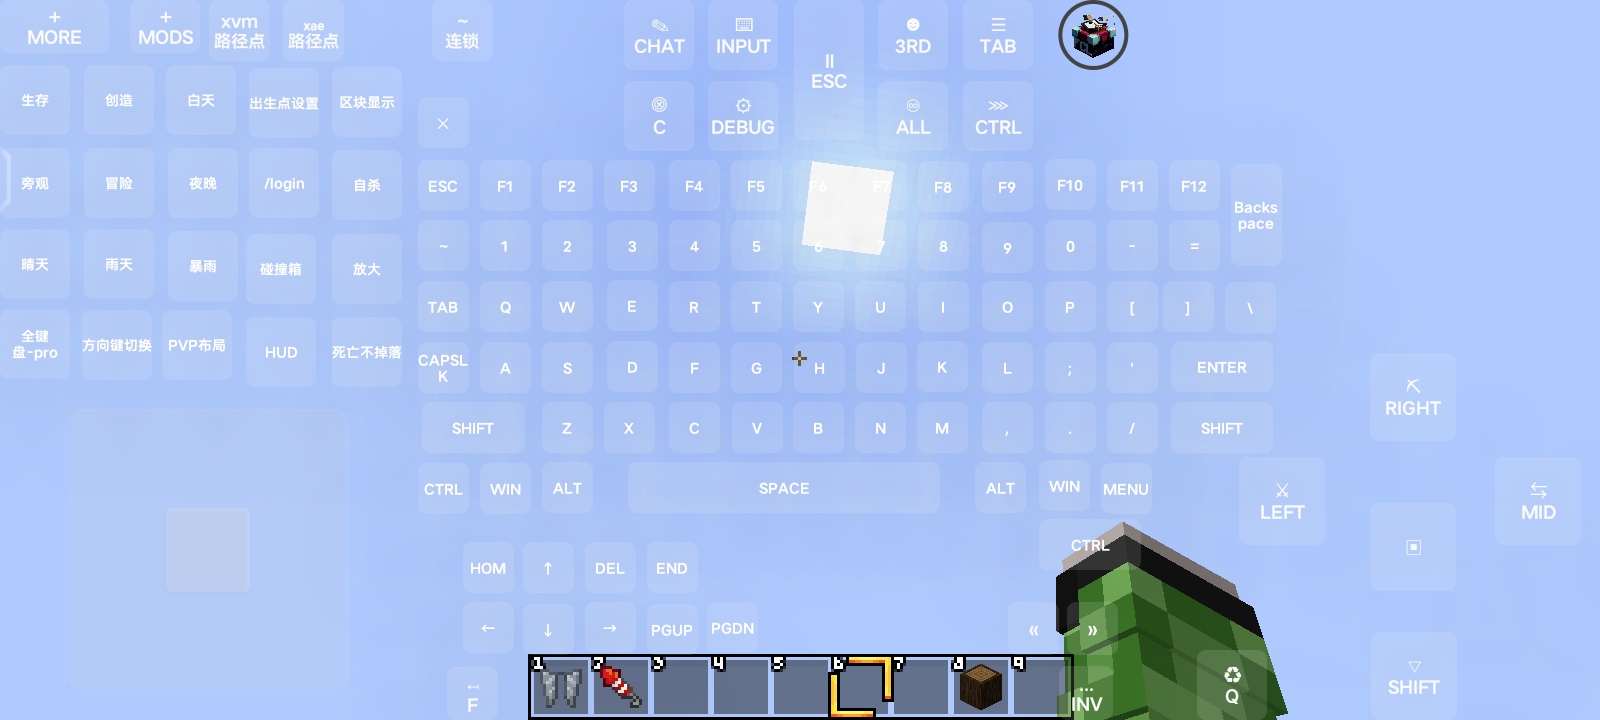 + MORE
+ MODS
xvm 路径点
xae 路径点
~ 连锁
CHAT
INPUT
II ESC
3RD
TAB
生存
创造
白天
出生点设置
区块显示
×
C
DEBUG
ALL
CTRL
旁观
冒险
夜晚
/login
自杀
ESC
F1
F2
F3
F4
F5
F6
F7
F8
F9
F10
F11
F12
Backs
pace
晴天
雨天
暴雨
碰撞箱
放大
~
1
2
3
4
5
6
7
8
9
0
-
=
TAB
Q
W
E
R
T
Y
U
I
O
P
[
]
\
全键
盘-pro
方向键切换
PVP布局
HUD
死亡不掉落
CAPSL
K
A
S
D
F
G
H
J
K
L
;
'
ENTER
SHIFT
Z
X
C
V
B
N
M
,
.
/
SHIFT
CTRL
WIN
ALT
SPACE
ALT
WIN
MENU
CTRL
RIGHT
LEFT
MID
HOM
↑
DEL
END
←
↓
→
PGUP
PGDN
«
»
F
1
2
3
4
5
6
7
8
9
... INV
Q
SHIFT